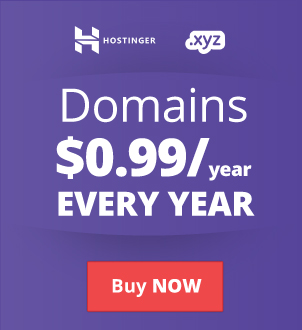 HOSTINGER .xyz
Domains
$0.99/year
EVERY YEAR
Buy NOW